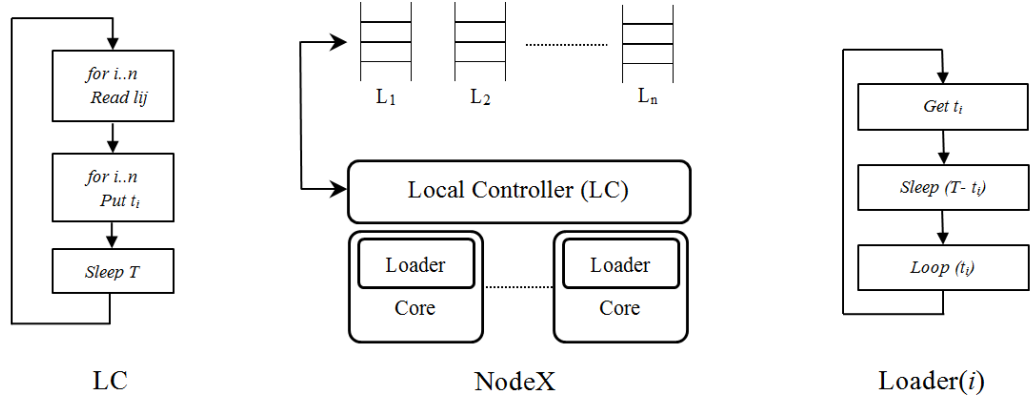 for i..n
Read lij
for i..n
Put ti
Sleep T
LC
L1
L2
Ln
Local Controller (LC)
Loader
Core
Loader
Core
NodeX
Get ti
Sleep (T- ti)
Loop (ti)
Loader(i)